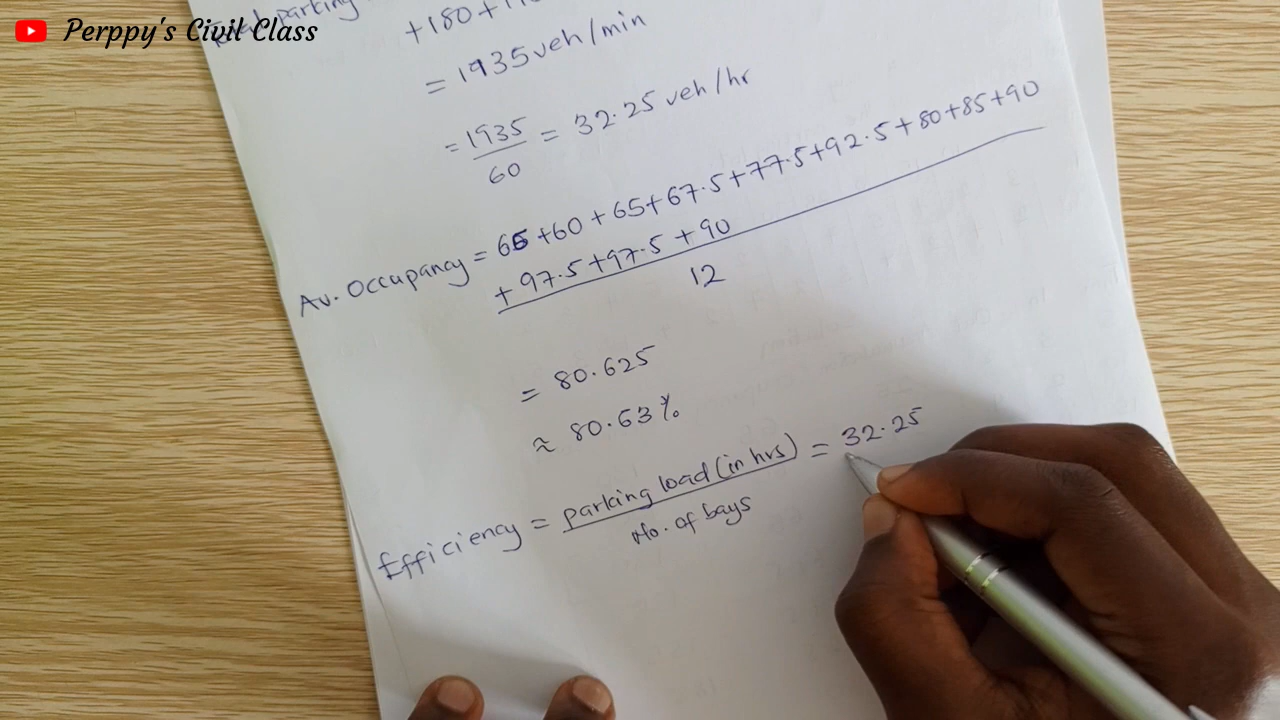 Perppy's Civil Class
parking
+180+
= 1935 veh/min
= 1935/60 = 32.25 veh/hr
Av. Occupancy = 65 +60 + 65+ 67.5 +77.5+92.5 + 80 +85+90
+ 97.5 +97.5 + 90
12
= 80.625
≈ 80.63%
Efficiency = parking load (in hrs) = 32.25
No. of bays